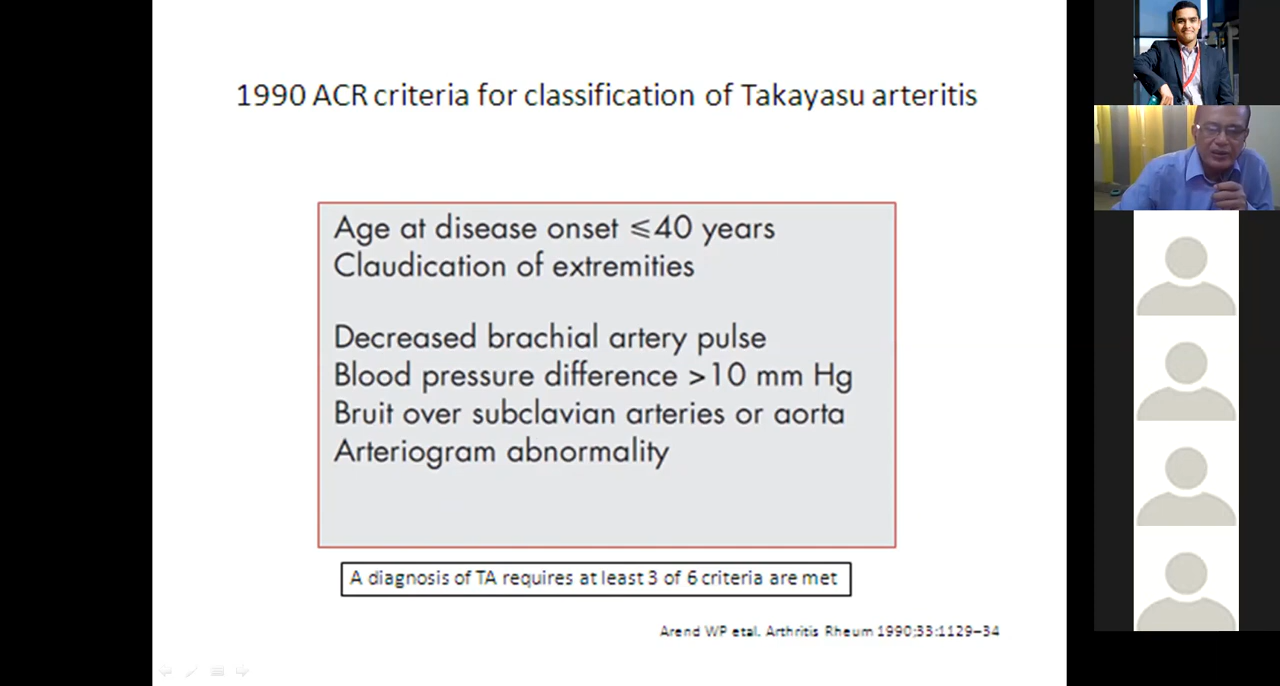 1990 ACR criteria for classification of Takayasu arteritis
Age at disease onset ⩽40 years
Claudication of extremities
Decreased brachial artery pulse
Blood pressure difference >10 mm Hg
Bruit over subclavian arteries or aorta
Arteriogram abnormality
A diagnosis of TA requires at least 3 of 6 criteria are met
Arend WP etal. Arthritis Rheum 1990;33:1129–34